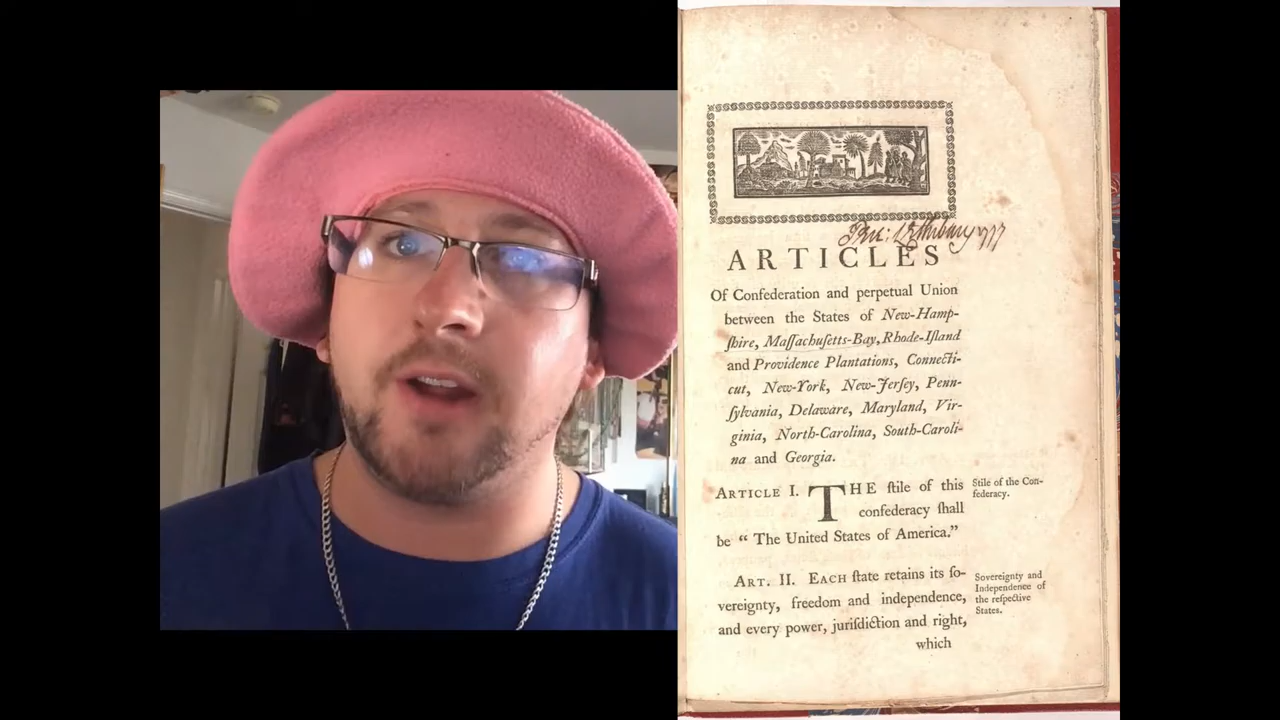 ARTICLES
Of Confederation and perpetual Union
between the States of New-Hamp-
ſhire, Maſſachuſetts-Bay, Rhode-Iſland
and Providence Plantations, Connecti-
cut, New-York, New-Jerſey, Penn-
ſylvania, Delaware, Maryland, Vir-
ginia, North-Carolina, South-Caroli-
na and Georgia.
ARTICLE I. THE ſtile of this
confederacy ſhall
be “ The United States of America.”
Stile of the Con-
federacy.
ART. II. EACH ſtate retains its ſo-
vereignty, freedom and independence,
and every power, juriſdiction and right,
which
Sovereignty and
Independence of
the reſpective
States.